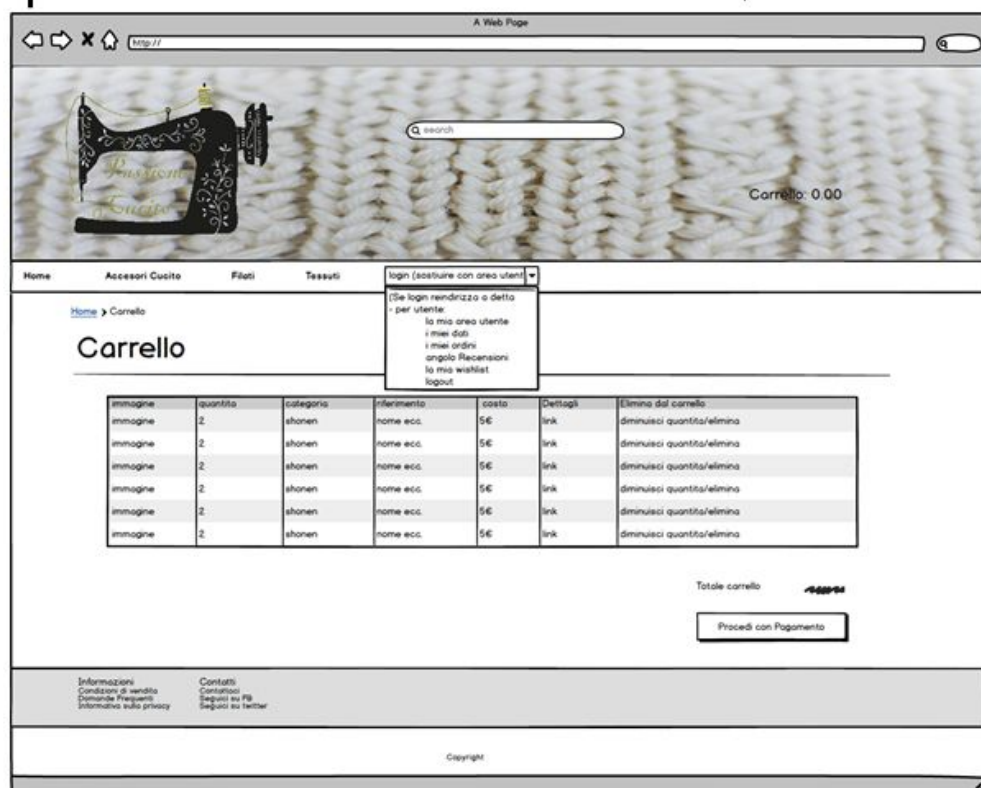 A Web Page
http://
search
Passione
Cucito
Carrello: 0.00
Home Accesori Cucito Filati Tessuti login (sostiuire con area utent
(Se login reindirizza a detta
- per utente:
la mia area utente
i miei dati
i miei ordini
angolo Recensioni
la mia wishlist
logout
Home > Carrello
Carrello
immagine quantita categoria riferimento costo Dettagli Elimina dal carrello
immagine 2 shonen nome ecc. 5€ link diminuisci quantita/elimina
immagine 2 shonen nome ecc. 5€ link diminuisci quantita/elimina
immagine 2 shonen nome ecc. 5€ link diminuisci quantita/elimina
immagine 2 shonen nome ecc. 5€ link diminuisci quantita/elimina
immagine 2 shonen nome ecc. 5€ link diminuisci quantita/elimina
immagine 2 shonen nome ecc. 5€ link diminuisci quantita/elimina
Totale carrello
Procedi con Pagamento
Informazioni Contatti
Condizioni di vendita Contattaci
Domande Frequenti Seguici su FB
Informativa sulla privacy Seguici su twitter
Copyright